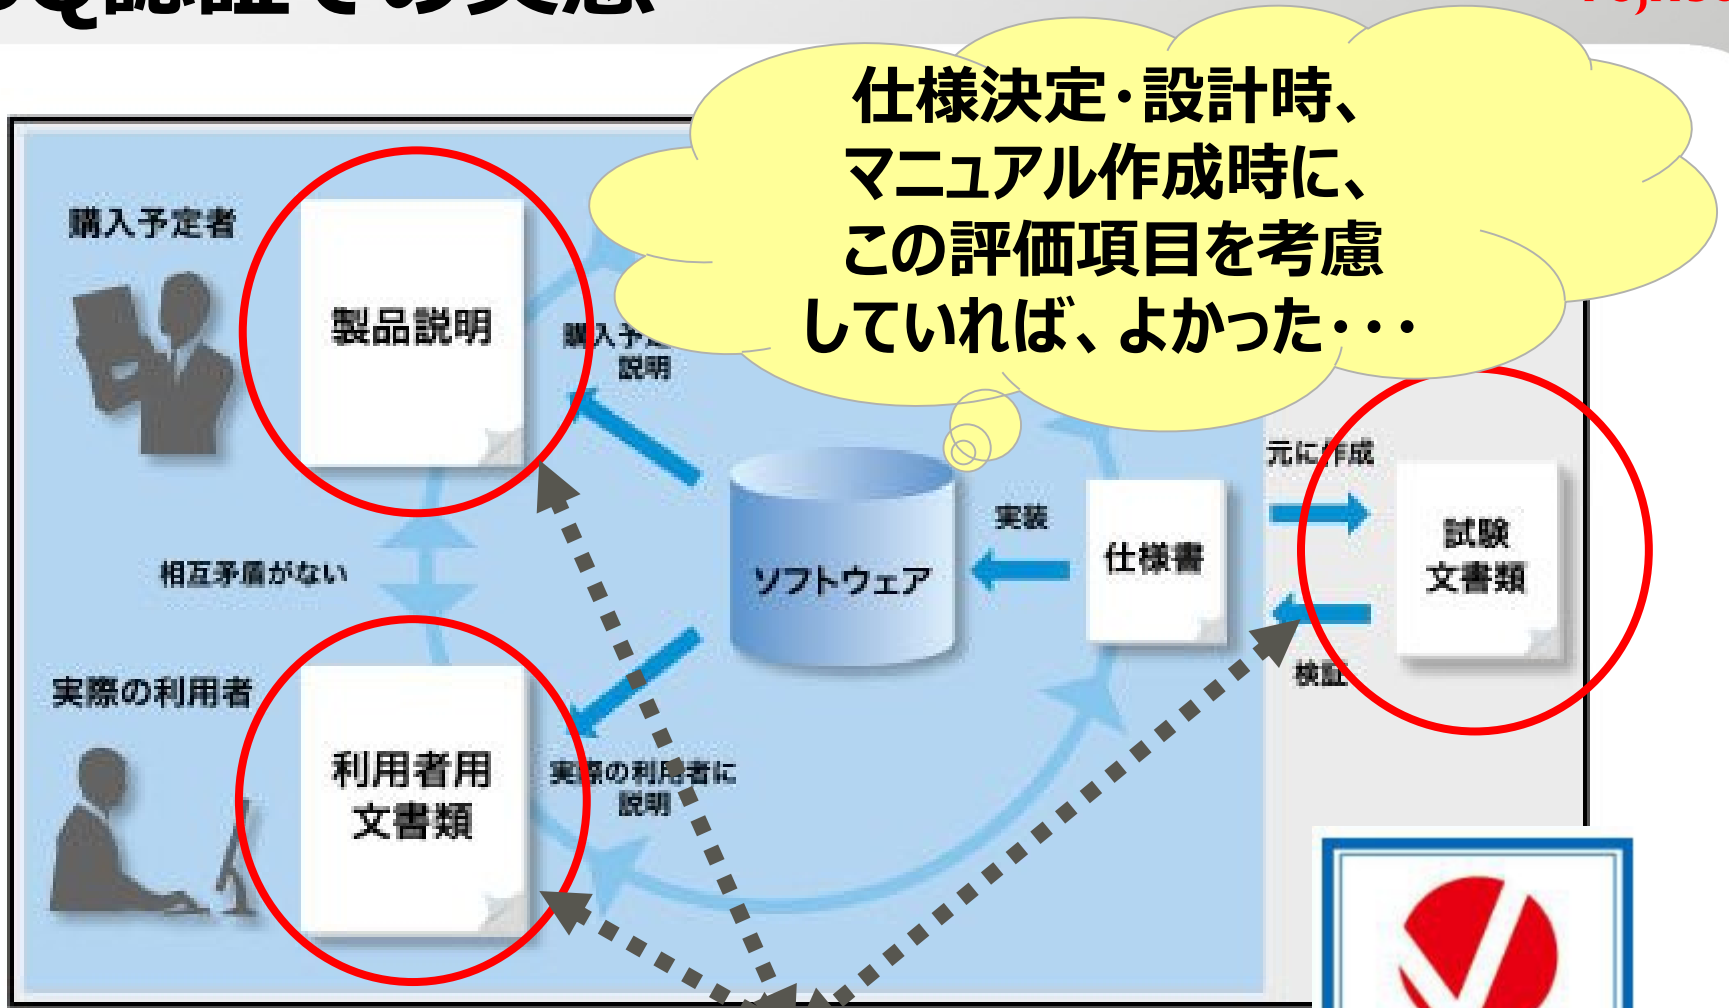 仕様決定・設計時、
マニュアル作成時に、
この評価項目を考慮
していれば、よかった・・・
購入予定者
製品説明
説明
元に作成
実装
仕様書
試験
文書類
ソフトウェア
相互矛盾がない
検証
実際の利用者
利用者用
文書類
実際の利用者に
説明